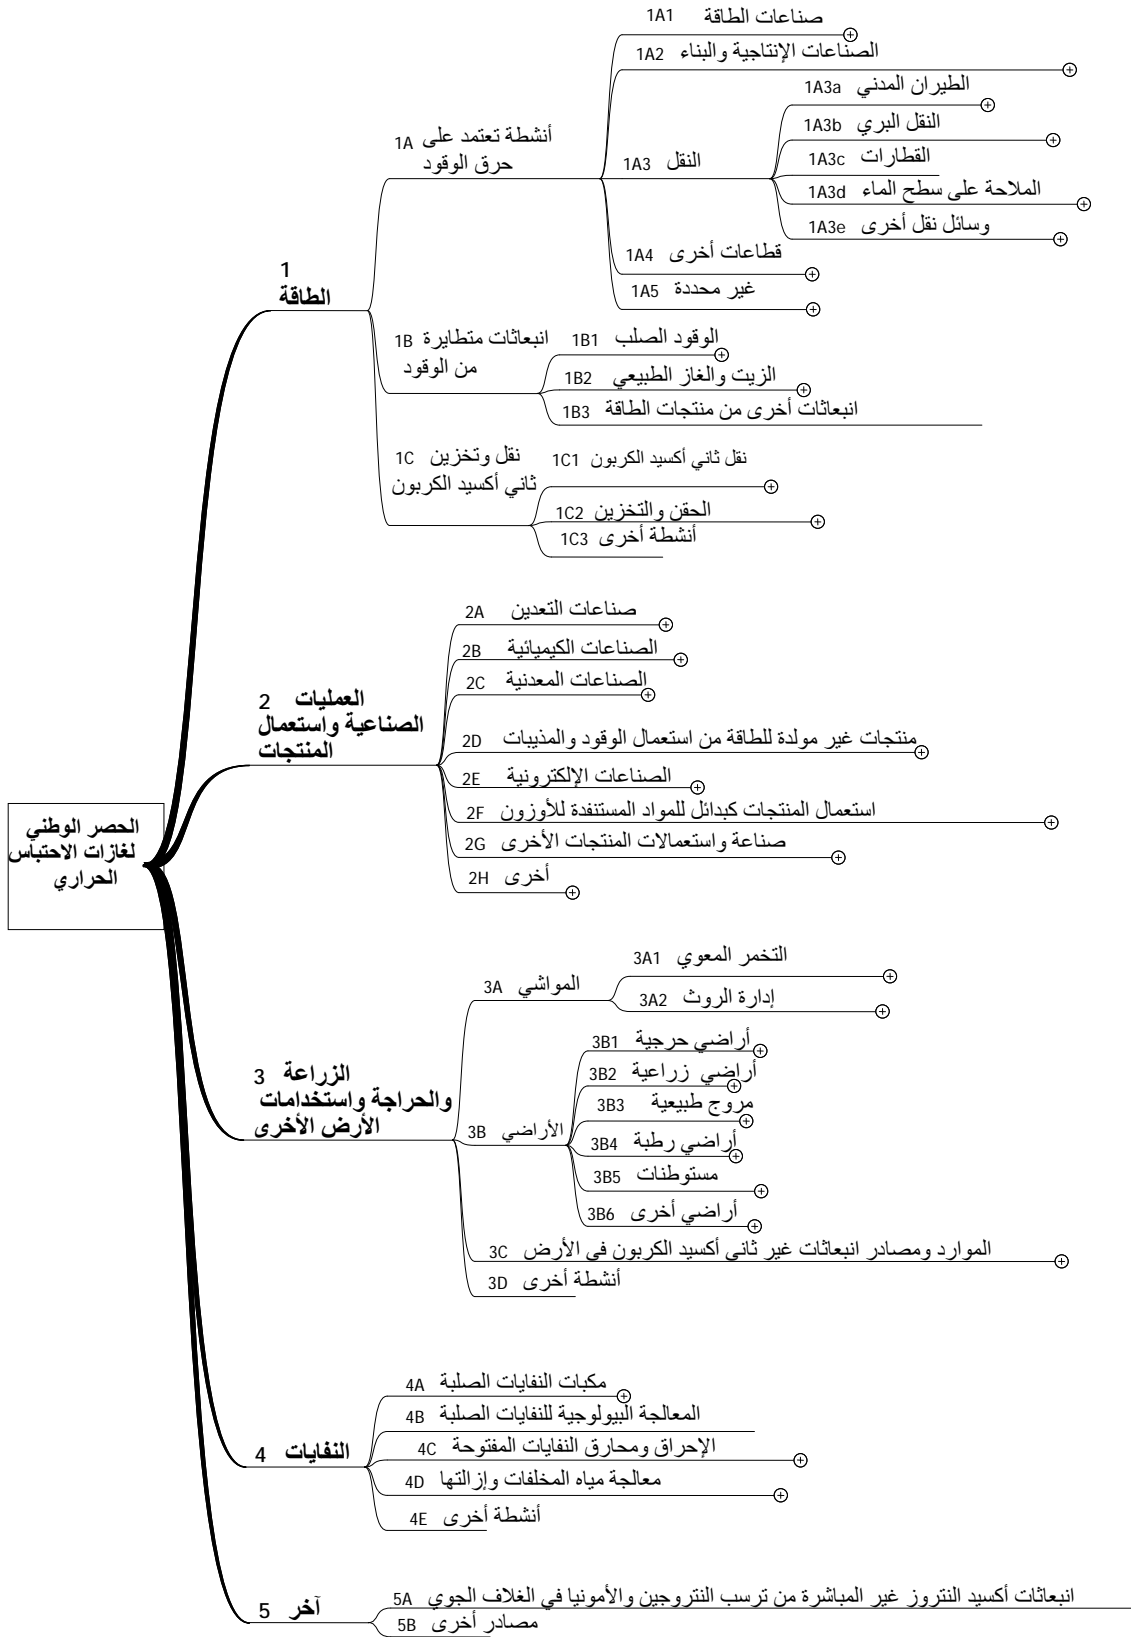 الحصر الوطني
لغازات الاحتباس
الحراري
1
الطاقة
1A أنشطة تعتمد على
حرق الوقود
1A1 صناعات الطاقة
1A2 الصناعات الإنتاجية والبناء
1A3 النقل
1A3a الطيران المدني
1A3b النقل البري
1A3c القطارات
1A3d الملاحة على سطح الماء
1A3e وسائل نقل أخرى
1A4 قطاعات أخرى
1A5 غير محددة
1B انبعاثات متطايرة
من الوقود
1B1 الوقود الصلب
1B2 الزيت والغاز الطبيعي
1B3 انبعاثات أخرى من منتجات الطاقة
1C نقل وتخزين
ثاني أكسيد الكربون
1C1 نقل ثاني أكسيد الكربون
1C2 الحقن والتخزين
1C3 أنشطة أخرى
2 العمليات
الصناعية واستعمال
المنتجات
2A صناعات التعدين
2B الصناعات الكيميائية
2C الصناعات المعدنية
2D منتجات غير مولدة للطاقة من استعمال الوقود والمذيبات
2E الصناعات الإلكترونية
2F استعمال المنتجات كبدائل للمواد المستنفدة للأوزون
2G صناعة واستعمالات المنتجات الأخرى
2H أخرى
3 الزراعة
والحراجة واستخدامات
الأرض الأخرى
3A المواشي
3A1 التخمر المعوي
3A2 إدارة الروث
3B الأراضي
3B1 أراضي حرجية
3B2 أراضي زراعية
3B3 مروج طبيعية
3B4 أراضي رطبة
3B5 مستوطنات
3B6 أراضي أخرى
3C الموارد ومصادر انبعاثات غير ثاني أكسيد الكربون في الأرض
3D أنشطة أخرى
4 النفايات
4A مكبات النفايات الصلبة
4B المعالجة البيولوجية للنفايات الصلبة
4C الإحراق ومحارق النفايات المفتوحة
4D معالجة مياه المخلفات وإزالتها
4E أنشطة أخرى
5 آخر
5A انبعاثات أكسيد النتروز غير المباشرة من ترسب النتروجين والأمونيا في الغلاف الجوي
5B مصادر أخرى